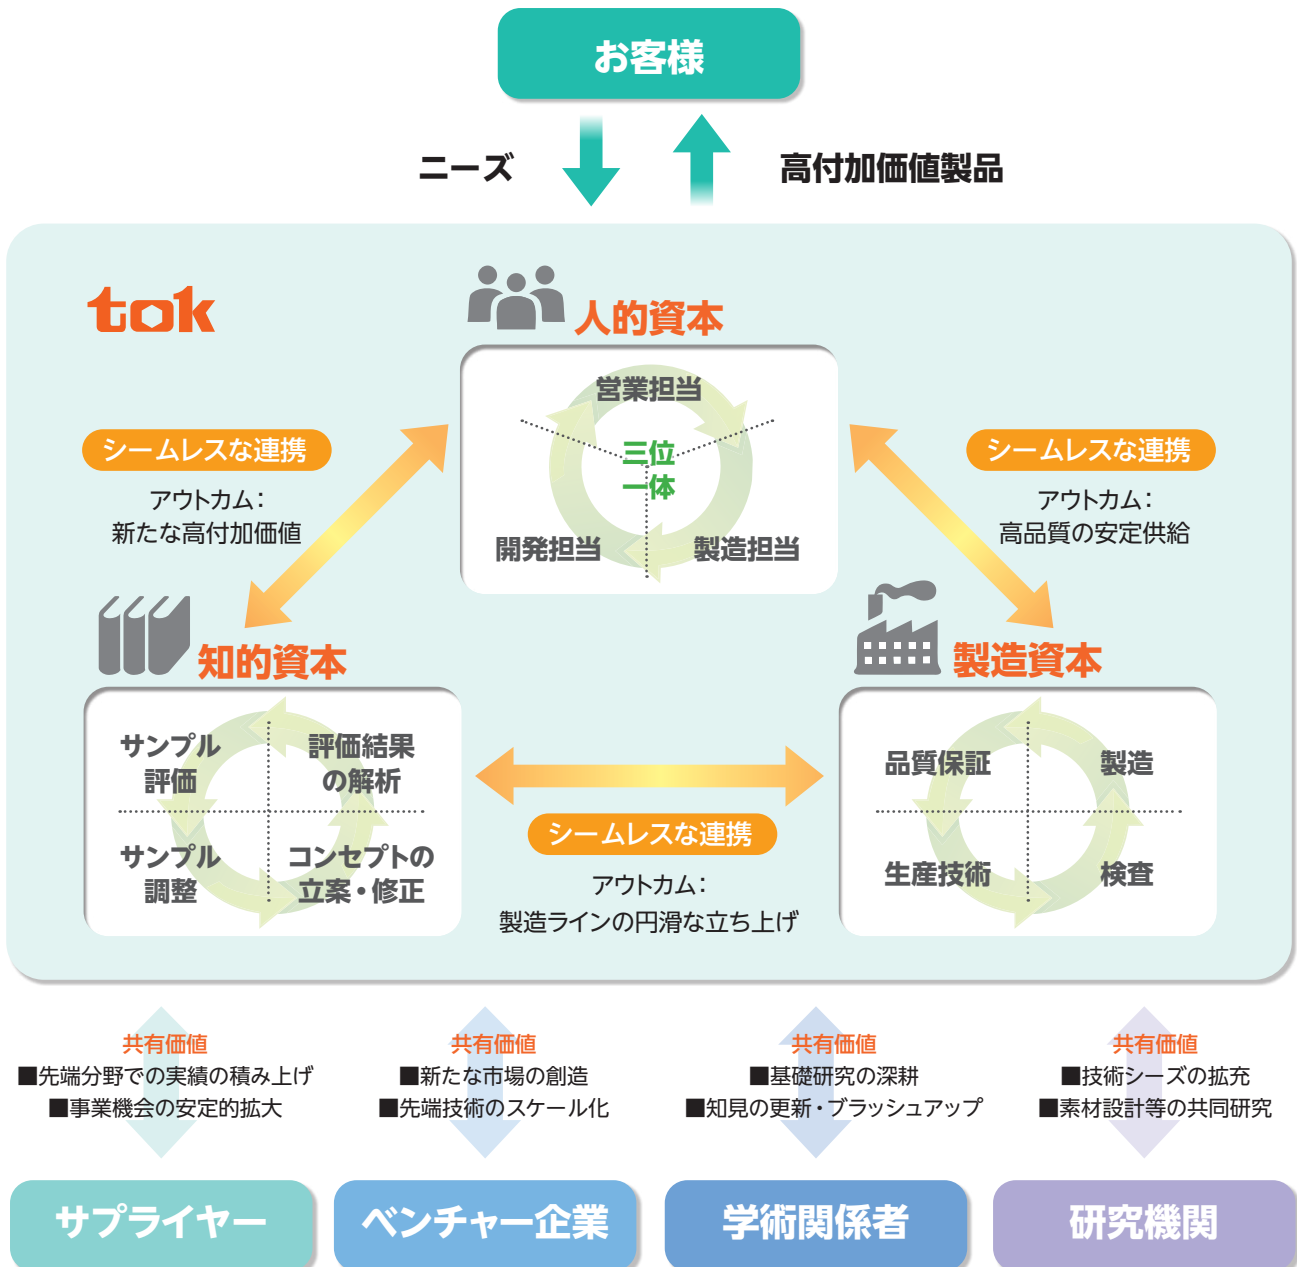 お客様
ニーズ
高付加価値製品
tok
人的資本
営業担当
三位
一体
開発担当
製造担当
シームレスな連携
アウトカム：
新たな高付加価値
シームレスな連携
アウトカム：
高品質の安定供給
知的資本
サンプル
評価
評価結果
の解析
サンプル
調整
コンセプトの
立案・修正
シームレスな連携
アウトカム：
製造ラインの円滑な立ち上げ
製造資本
品質保証
製造
生産技術
検査
共有価値
■先端分野での実績の積み上げ
■事業機会の安定的拡大
共有価値
■新たな市場の創造
■先端技術のスケール化
共有価値
■基礎研究の深耕
■知見の更新・ブラッシュアップ
共有価値
■技術シーズの拡充
■素材設計等の共同研究
サプライヤー
ベンチャー企業
学術関係者
研究機関